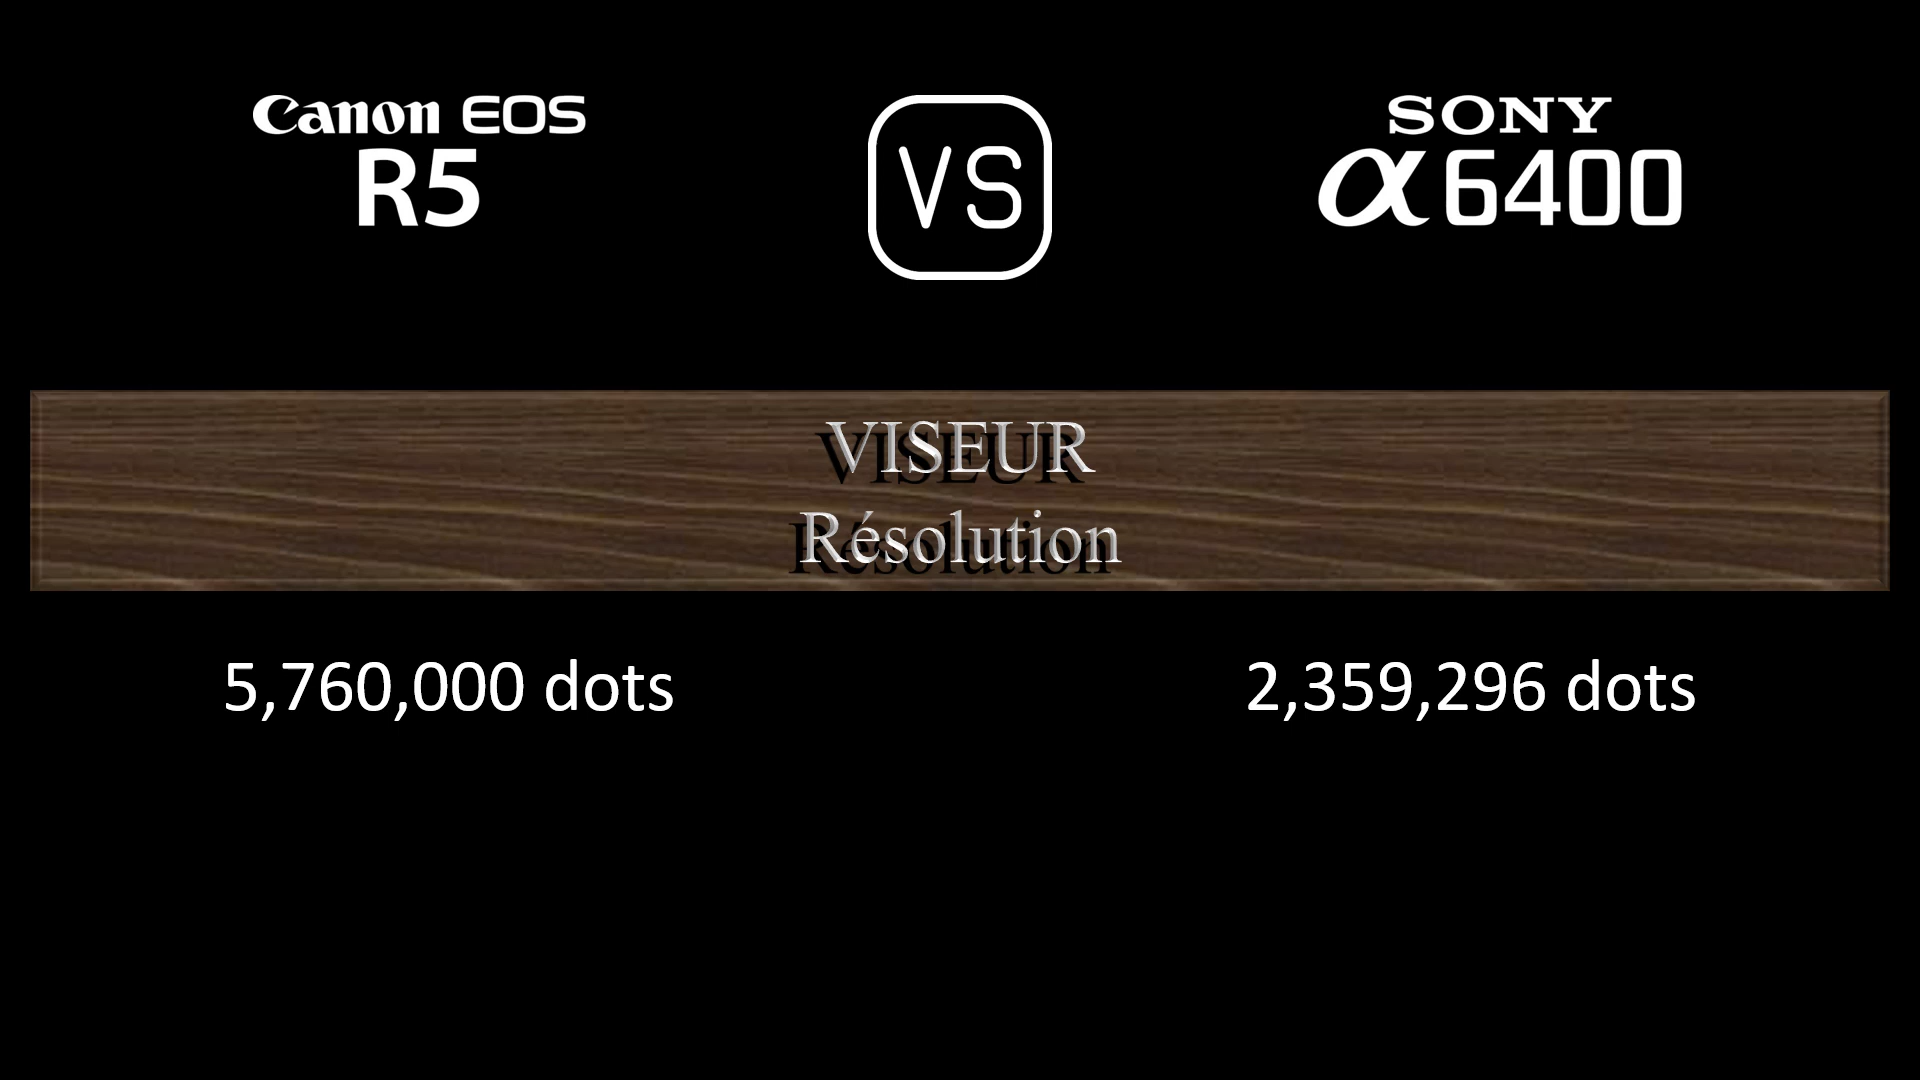 Canon EOS
R5
VS
SONY
α6400
VISEUR
Résolution
5,760,000 dots
2,359,296 dots